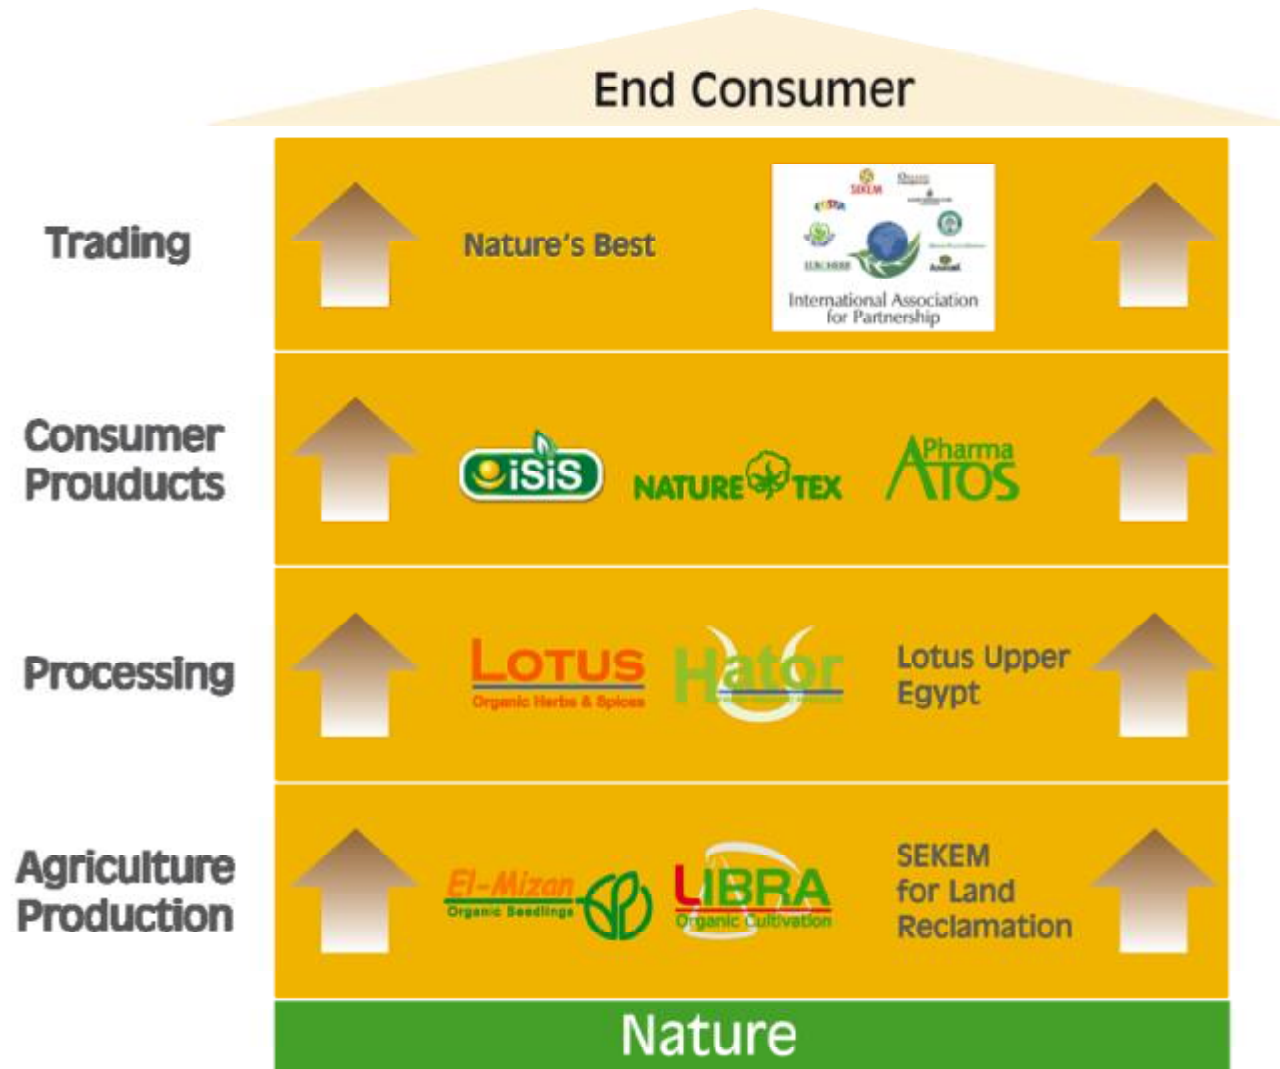 End Consumer
Trading
Nature's Best
SEKEM
EUROHERB
International Association
for Partnership
Consumer
Prouducts
iSiS
NATURE TEX
Pharma
ATOS
Processing
LOTUS
Organic Herbs & Spices
Hator
Lotus Upper
Egypt
Agriculture
Production
El-Mizan
Organic Seedlings
LIBRA
Organic Cultivation
SEKEM
for Land
Reclamation
Nature